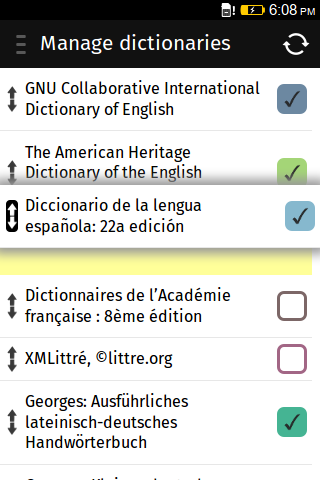 6:08 PM
Manage dictionaries
GNU Collaborative International
Dictionary of English
The American Heritage
Dictionary of the English
Diccionario de la lengua
española: 22a edición
Dictionnaires de l’Académie
française : 8ème édition
XMLittré, ©littre.org
Georges: Ausführliches
lateinisch-deutsches
Handwörterbuch